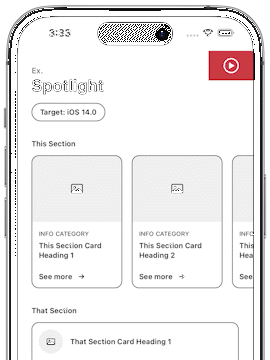 3:33
Ex.
Spotlight
Target: iOS 14.0
This Section
INFO CATEGORY
This Section Card
Heading 1
See more →
INFO CATEGORY
This Section Card
Heading 2
See more →
INFO
This
Head
See
That Section
That Section Card Heading 1